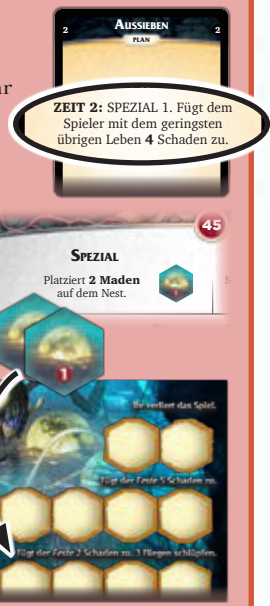 2 AUSSIEBEN 2
PLAN
hr
ZEIT 2: SPEZIAL 1. Fügt dem
Spieler mit dem geringsten
übrigen Leben 4 Schaden zu.
45
SPEZIAL
Platziert 2 Maden
auf dem Nest.
S
1
1
Ihr verliert das Spiel.
Fügt der Feste 5 Schaden zu.
Fügt der Feste 2 Schaden zu. 3 Fliegen schlüpfen.